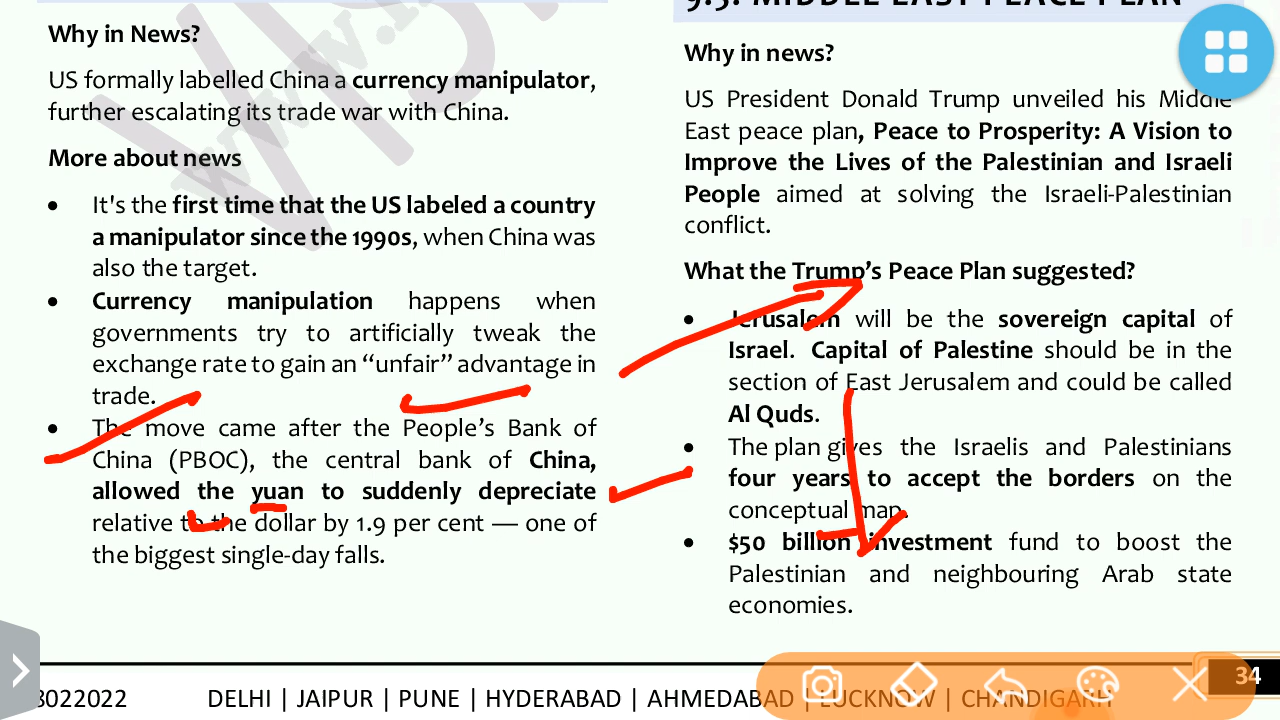 Why in News?
US formally labelled China a currency manipulator,
further escalating its trade war with China.
More about news
• It's the first time that the US labeled a country
a manipulator since the 1990s, when China was
also the target.
• Currency manipulation happens when
governments try to artificially tweak the
exchange rate to gain an “unfair” advantage in
trade.
• The move came after the People’s Bank of
China (PBOC), the central bank of China,
allowed the yuan to suddenly depreciate
relative to the dollar by 1.9 per cent — one of
the biggest single-day falls.
9.3. MIDDLE EAST PEACE PLAN
Why in news?
US President Donald Trump unveiled his Middle
East peace plan, Peace to Prosperity: A Vision to
Improve the Lives of the Palestinian and Israeli
People aimed at solving the Israeli-Palestinian
conflict.
What the Trump’s Peace Plan suggested?
• Jerusalem will be the sovereign capital of
Israel. Capital of Palestine should be in the
section of East Jerusalem and could be called
Al Quds.
• The plan gives the Israelis and Palestinians
four years to accept the borders on the
conceptual map.
• $50 billion investment fund to boost the
Palestinian and neighbouring Arab state
economies.
34
8022022 DELHI | JAIPUR | PUNE | HYDERABAD | AHMEDABAD | LUCKNOW | CHANDIGARH